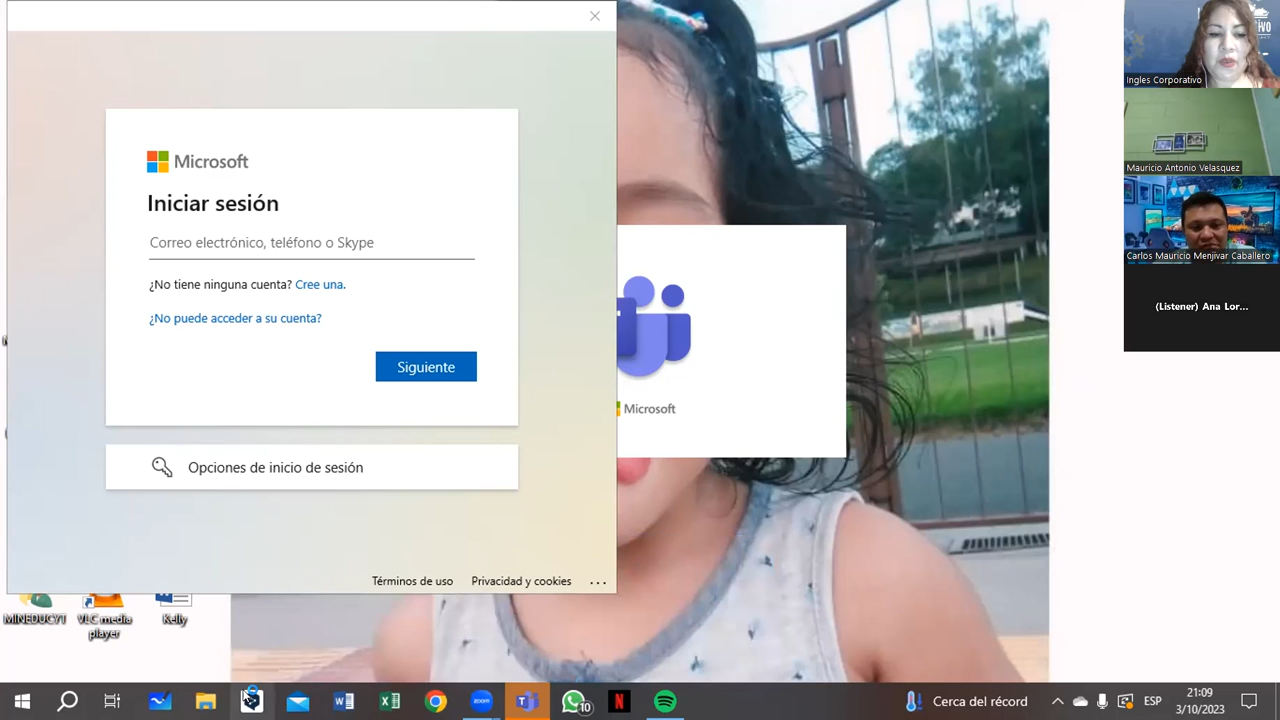 Microsoft
Iniciar sesión
Correo electrónico, teléfono o Skype
¿No tiene ninguna cuenta? Cree una.
¿No puede acceder a su cuenta?
Siguiente
Opciones de inicio de sesión
Términos de uso
Privacidad y cookies
...
Microsoft
Ingles Corporativo
Mauricio Antonio Velasquez
Carlos Mauricio Menjivar Caballero
(Listener) Ana Lor...
MINEDUCYT
VLC media
player
Kelly
zoom
10
Cerca del récord
ESP
21:09
3/10/2023